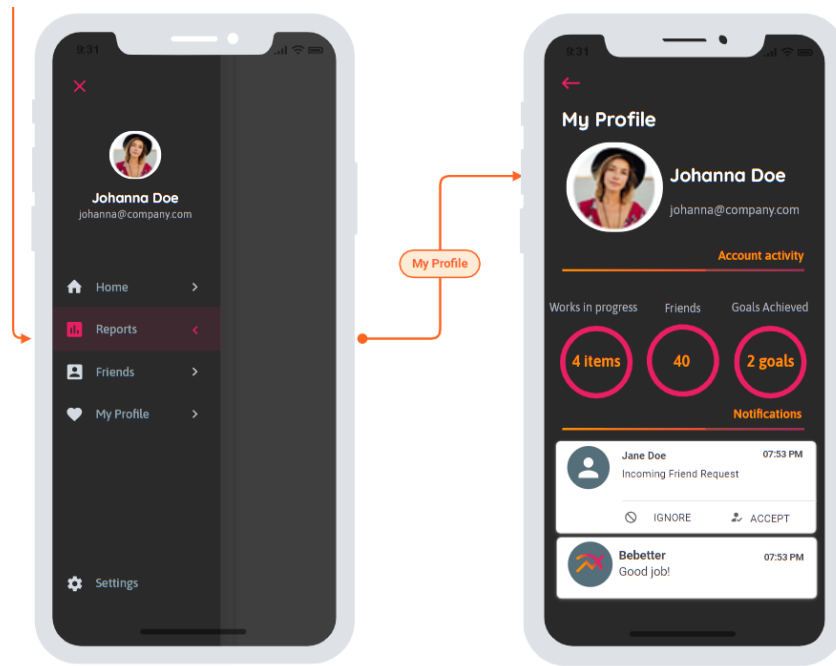 9:31
Johanna Doe
johanna@company.com
Home
Reports
Friends
My Profile
Settings
My Profile
9:31
My Profile
Johanna Doe
johanna@company.com
Account activity
Works in progress Friends Goals Achieved
4 items 40 2 goals
Notifications
Jane Doe 07:53 PM
Incoming Friend Request
IGNORE ACCEPT
Bebetter 07:53 PM
Good job!